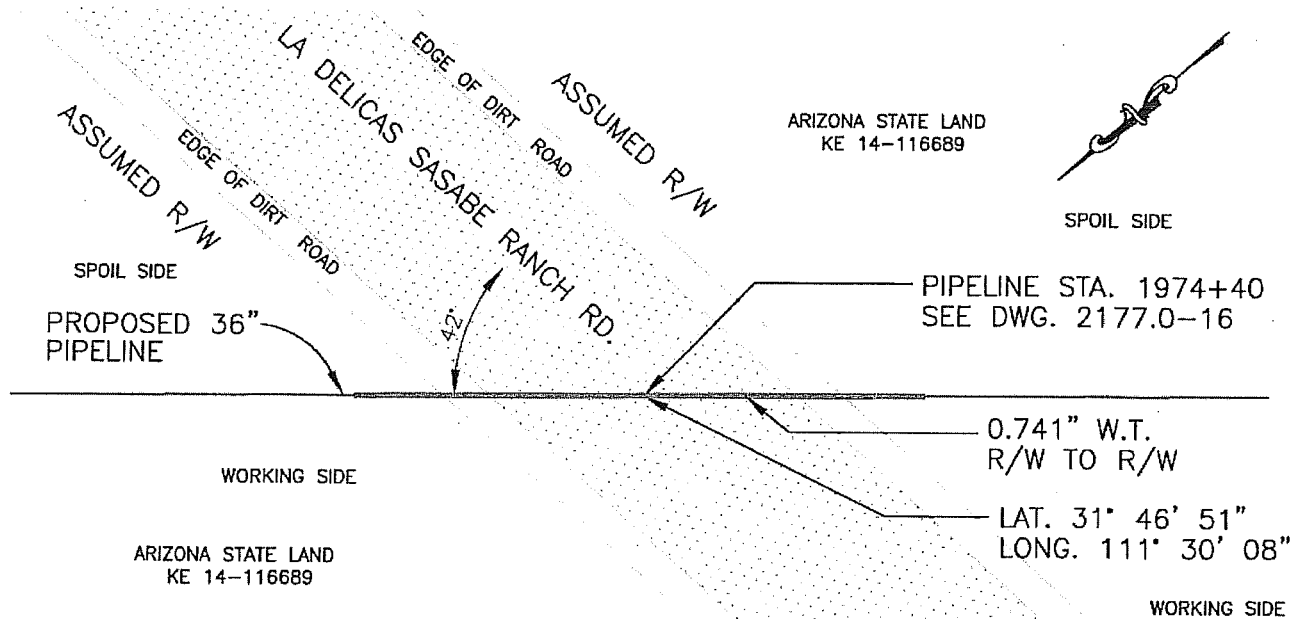 LA DELICAS SASABE RANCH RD.
EDGE OF DIRT ROAD
ASSUMED R/W
ASSUMED R/W
EDGE OF DIRT ROAD
ARIZONA STATE LAND
KE 14-116689
SPOIL SIDE
SPOIL SIDE
PROPOSED 36"
PIPELINE
42°
PIPELINE STA. 1974+40
SEE DWG. 2177.0-16
0.741" W.T.
R/W TO R/W
WORKING SIDE
LAT. 31° 46' 51"
LONG. 111° 30' 08"
ARIZONA STATE LAND
KE 14-116689
WORKING SIDE